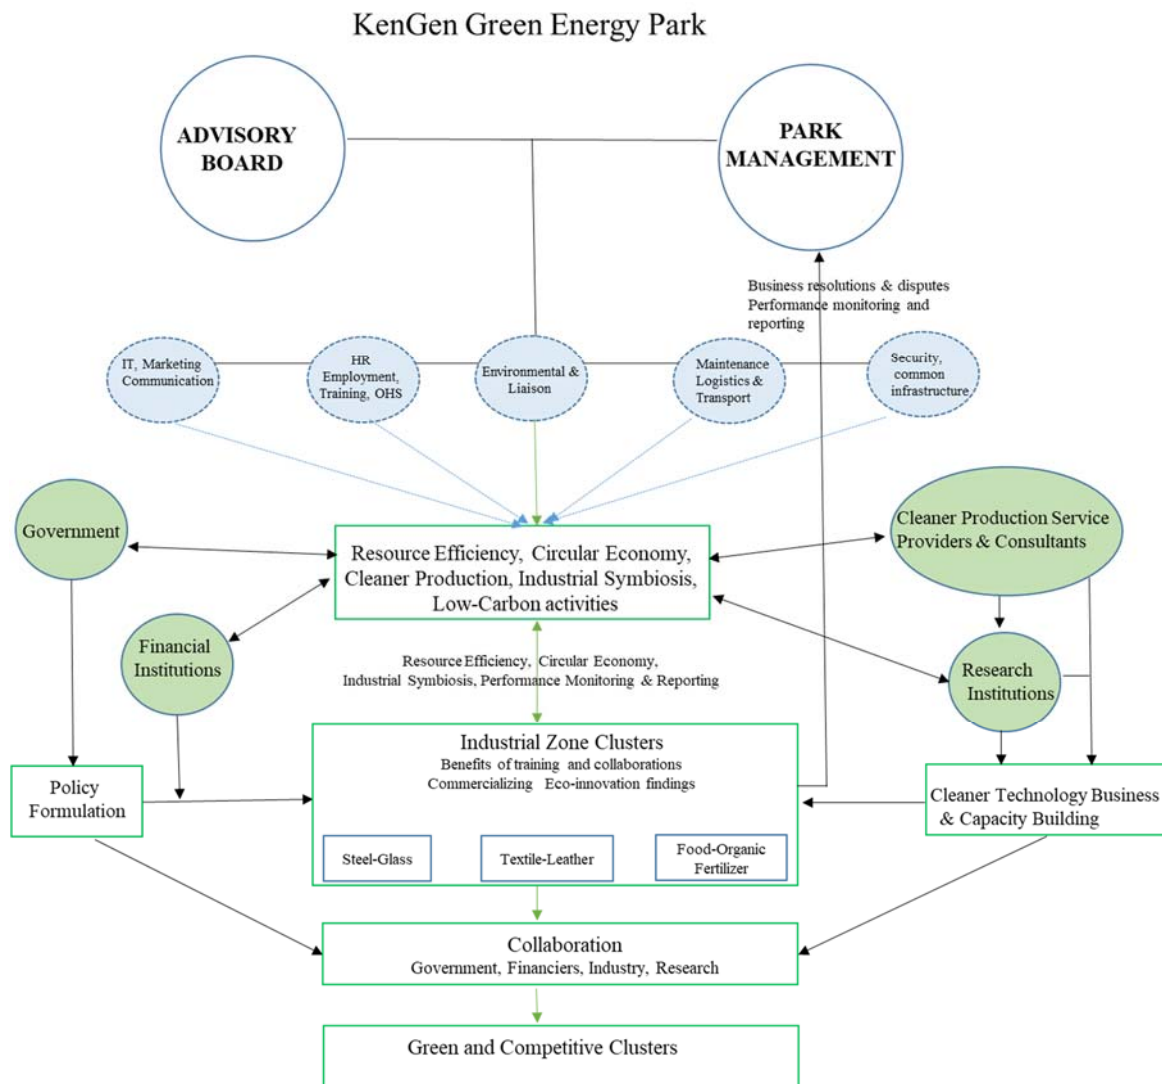 KenGen Green Energy Park
ADVISORY
BOARD
PARK
MANAGEMENT
Business resolutions & disputes
Performance monitoring and
reporting
IT, Marketing
Communication
HR
Employment,
Training, OHS
Environmental &
Liaison
Maintenance
Logistics &
Transport
Security,
common
infrastructure
Government
Cleaner Production Service
Providers & Consultants
Resource Efficiency, Circular Economy,
Cleaner Production, Industrial Symbiosis,
Low-Carbon activities
Financial
Institutions
Resource Efficiency, Circular Economy,
Industrial Symbiosis, Performance Monitoring & Reporting
Research
Institutions
Industrial Zone Clusters
Benefits of training and collaborations
Commercializing Eco-innovation findings
Policy
Formulation
Cleaner Technology Business
& Capacity Building
Steel-Glass
Textile-Leather
Food-Organic
Fertilizer
Collaboration
Government, Financiers, Industry, Research
Green and Competitive Clusters